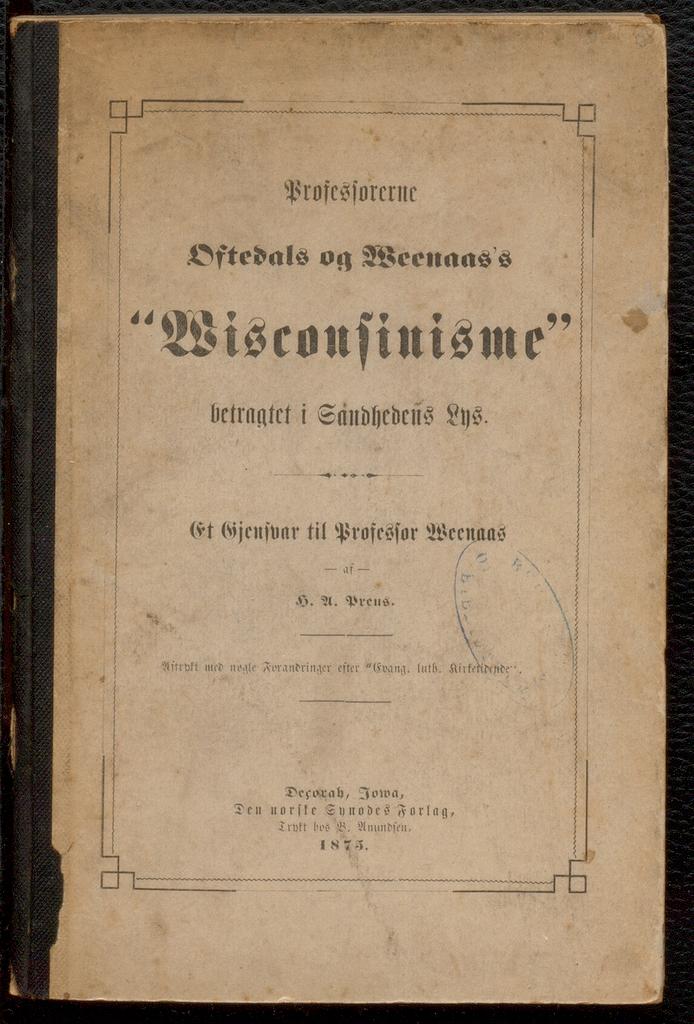 Professorerne
Oftedals og Weenaas's
“Wisconsinisme”
betragtet i Sandhedens Lys.
Et Gjensvar til Professor Weenaas
— af —
H. A. Preus.
Aftrykt med nogle Forandringer efter “Evang. luth. Kirketidende”.
Decorah, Iowa,
Den norske Synodes Forlag,
Trykt hos B. Anundsen.
1875.